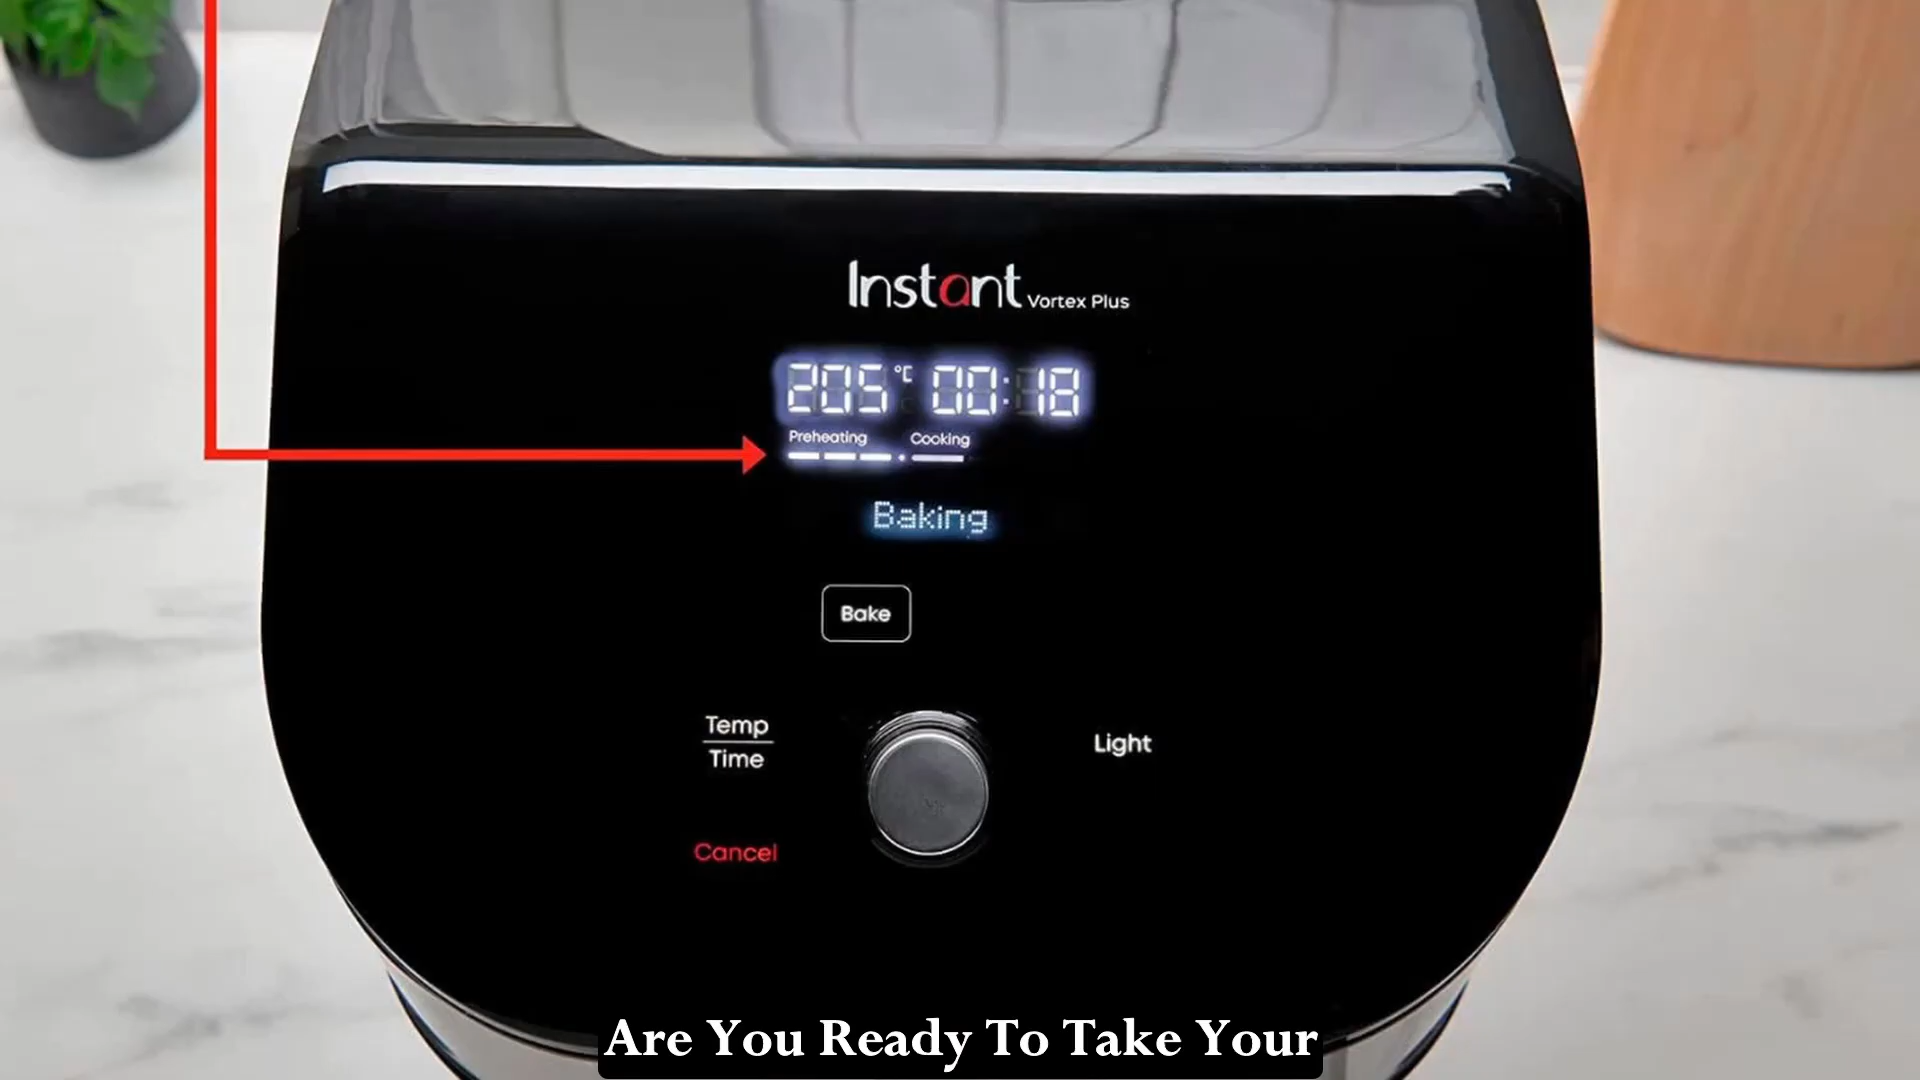 Instant Vortex Plus
205 °C 00:18
Preheating Cooking
Baking
Bake
Temp
Time
Light
Cancel
Are You Ready To Take Your